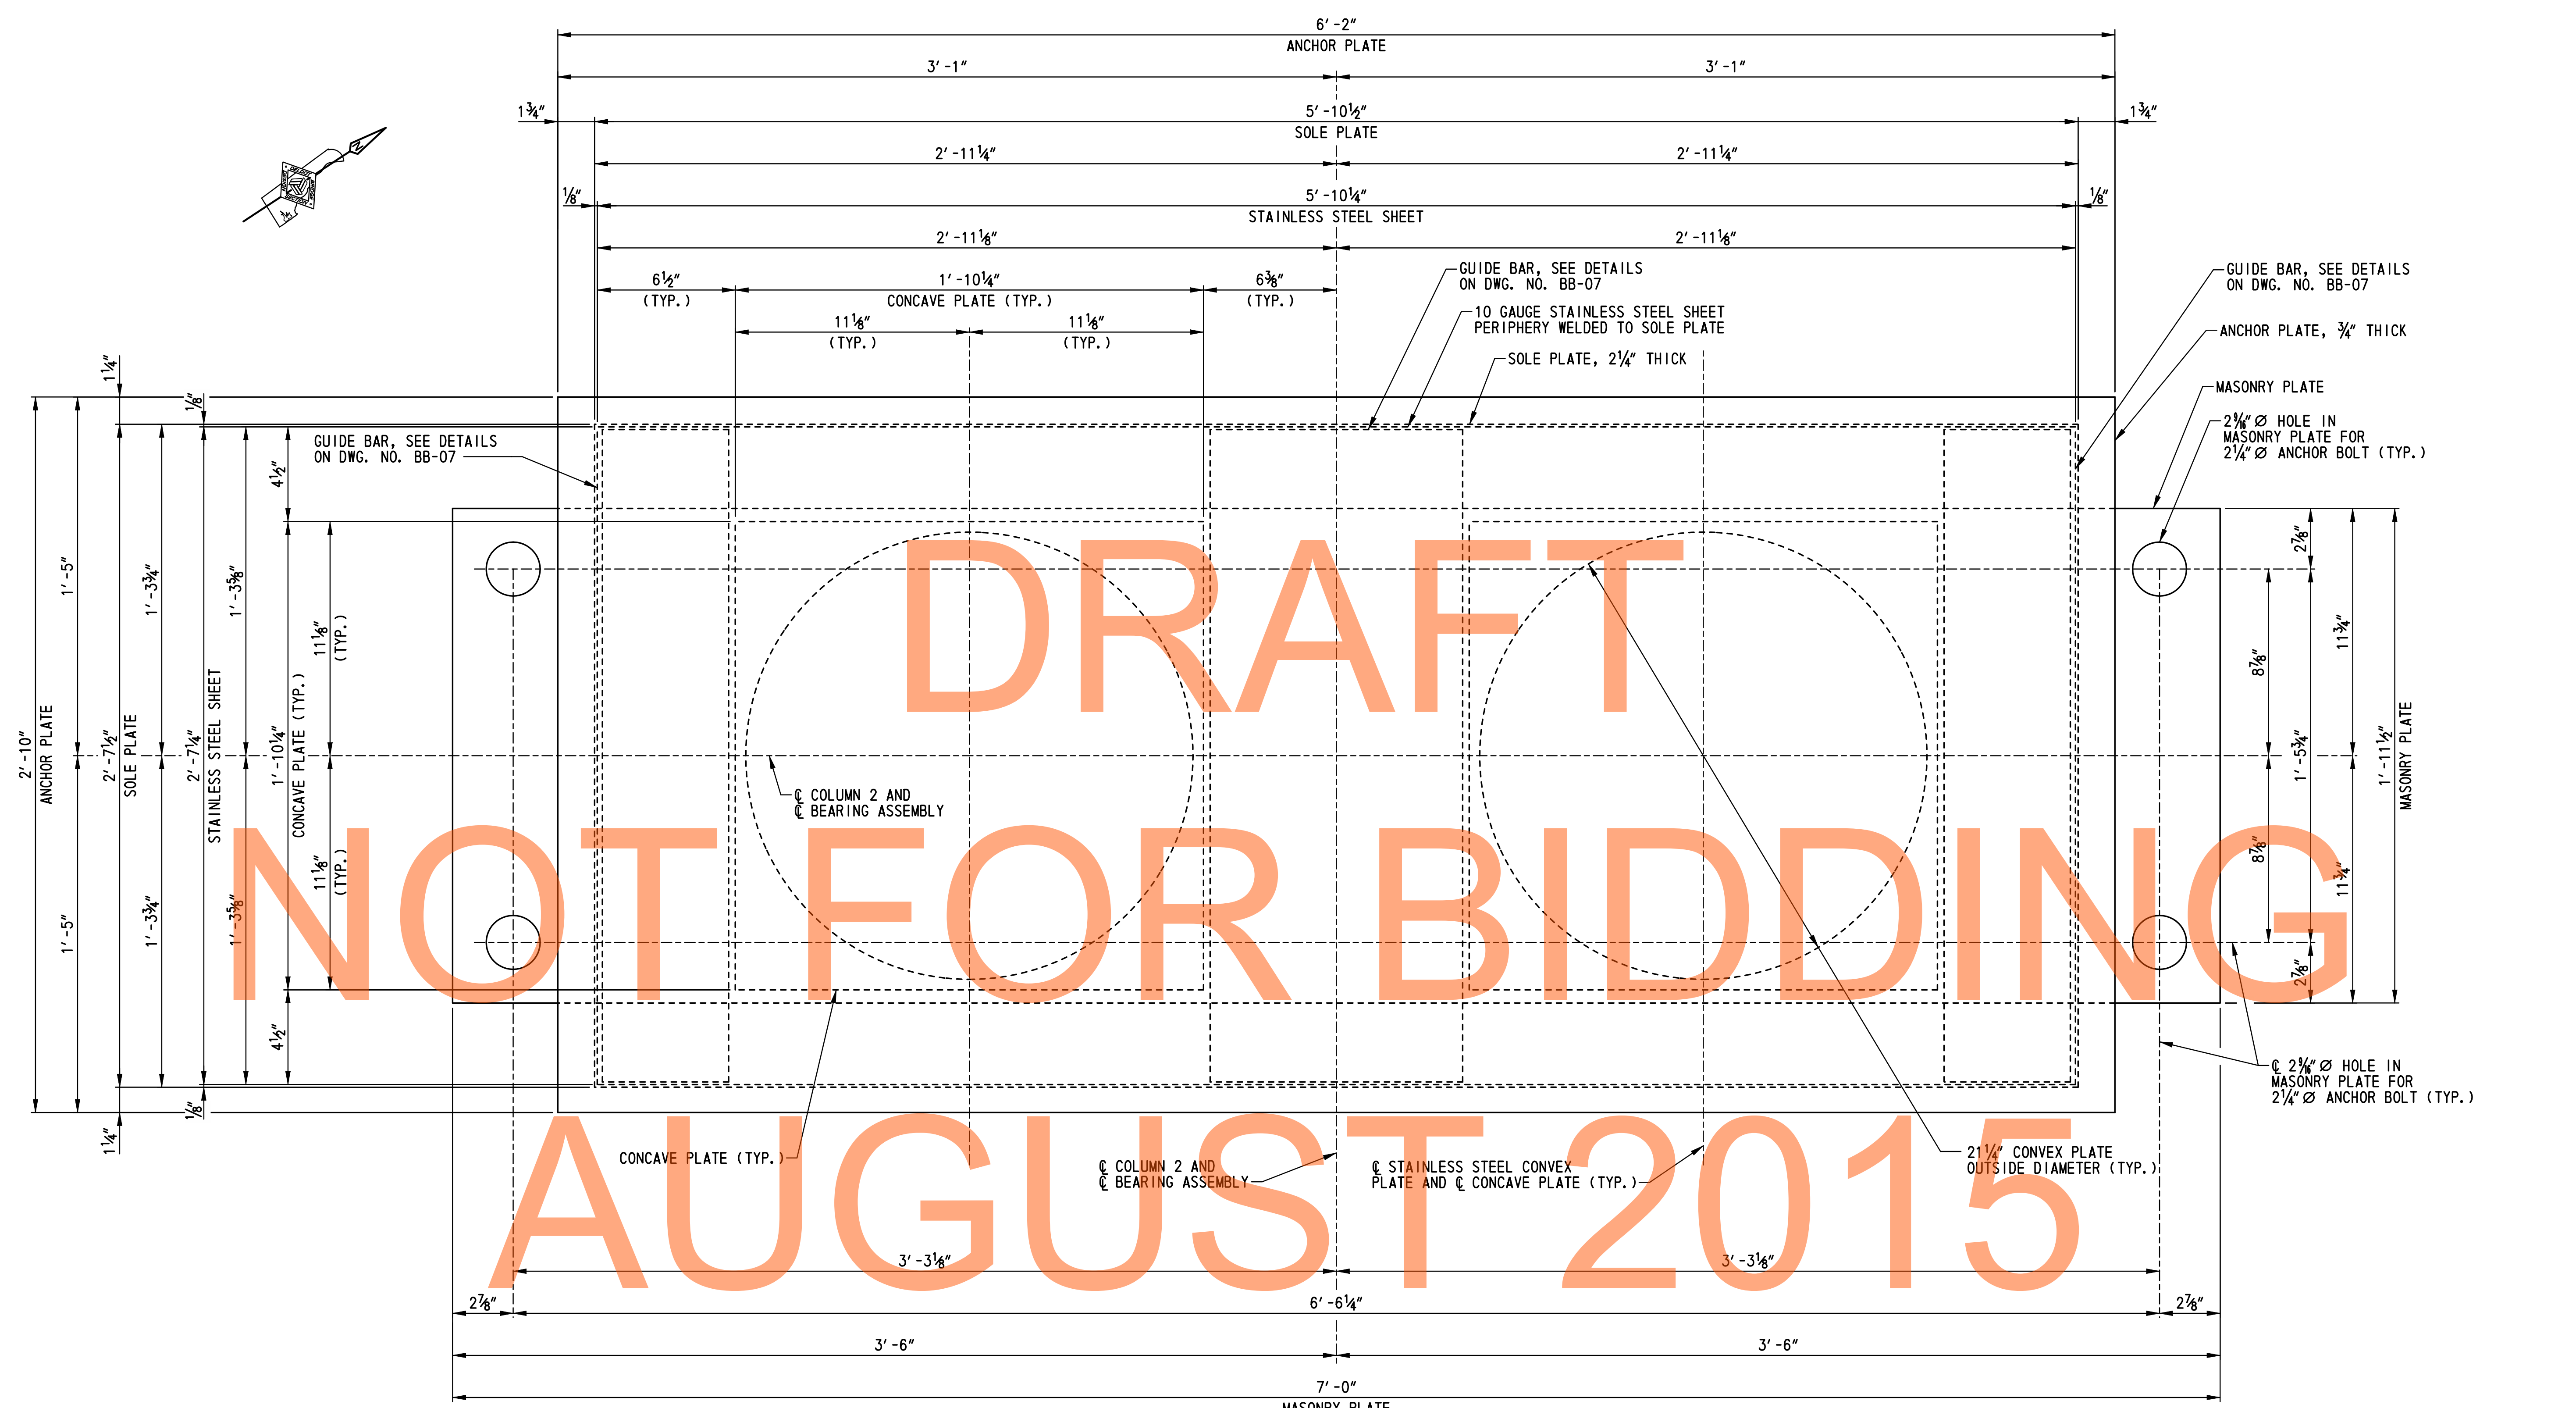 6'-2"
ANCHOR PLATE
3'-1"
3'-1"
1¾"
5'-10½"
SOLE PLATE
1¾"
2'-11¼"
2'-11¼"
⅛"
5'-10¼"
STAINLESS STEEL SHEET
⅛"
2'-11⅛"
2'-11⅛"
6½"
(TYP.)
1'-10¼"
CONCAVE PLATE (TYP.)
6⅜"
(TYP.)
11⅛"
(TYP.)
11⅛"
(TYP.)
N
GUIDE BAR, SEE DETAILS
ON DWG. NO. BB-07
10 GAUGE STAINLESS STEEL SHEET
PERIPHERY WELDED TO SOLE PLATE
SOLE PLATE, 2¼" THICK
GUIDE BAR, SEE DETAILS
ON DWG. NO. BB-07
ANCHOR PLATE, ¾" THICK
MASONRY PLATE
2⁹⁄₁₆" Ø HOLE IN
MASONRY PLATE FOR
2¼" Ø ANCHOR BOLT (TYP.)
GUIDE BAR, SEE DETAILS
ON DWG. NO. BB-07
1¼"
1'-5"
2'-10"
ANCHOR PLATE
1'-5"
1¼"
1'-3¾"
2'-7½"
SOLE PLATE
1'-3¾"
⅛"
1'-3⅝"
2'-7¼"
STAINLESS STEEL SHEET
1'-3⅝"
⅛"
4½"
1'-10¼"
CONCAVE PLATE (TYP.)
4½"
11⅛"
(TYP.)
11⅛"
(TYP.)
℄ COLUMN 2 AND
℄ BEARING ASSEMBLY
2⅞"
8⅞"
1'-5¾"
8⅞"
2⅞"
11¾"
11¾"
1'-11½"
MASONRY PLATE
DRAFT
NOT FOR BIDDING
AUGUST 2015
℄ 2⁹⁄₁₆" Ø HOLE IN
MASONRY PLATE FOR
2¼" Ø ANCHOR BOLT (TYP.)
CONCAVE PLATE (TYP.)
℄ COLUMN 2 AND
℄ BEARING ASSEMBLY
℄ STAINLESS STEEL CONVEX
PLATE AND ℄ CONCAVE PLATE (TYP.)
21¼" CONVEX PLATE
OUTSIDE DIAMETER (TYP.)
3'-3⅛"
3'-3⅛"
2⅞"
6'-6¼"
2⅞"
3'-6"
3'-6"
7'-0"
MASONRY PLATE